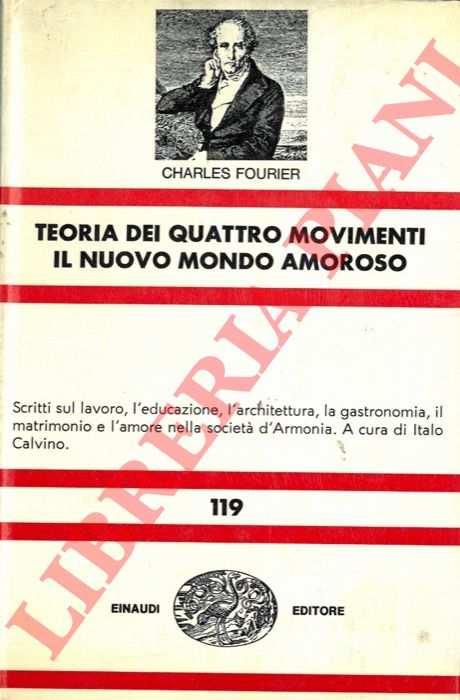 CHARLES FOURIER
TEORIA DEI QUATTRO MOVIMENTI
IL NUOVO MONDO AMOROSO
Scritti sul lavoro, l'educazione, l'architettura, la gastronomia, il
matrimonio e l'amore nella società d'Armonia. A cura di Italo
Calvino.
119
EINAUDI EDITORE
LIBRERIA PIANI